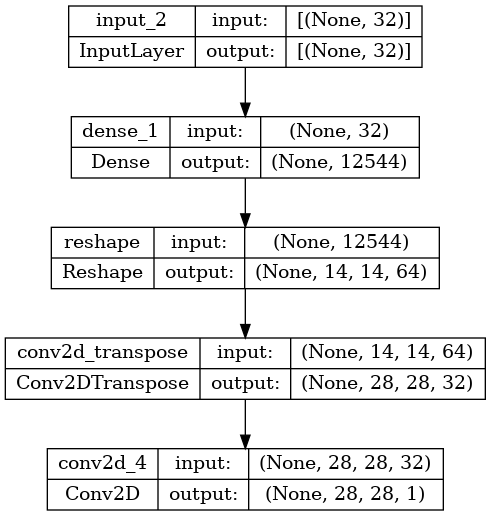 input_2 input: [(None, 32)]
InputLayer output: [(None, 32)]
dense_1 input: (None, 32)
Dense output: (None, 12544)
reshape input: (None, 12544)
Reshape output: (None, 14, 14, 64)
conv2d_transpose input: (None, 14, 14, 64)
Conv2DTranspose output: (None, 28, 28, 32)
conv2d_4 input: (None, 28, 28, 32)
Conv2D output: (None, 28, 28, 1)